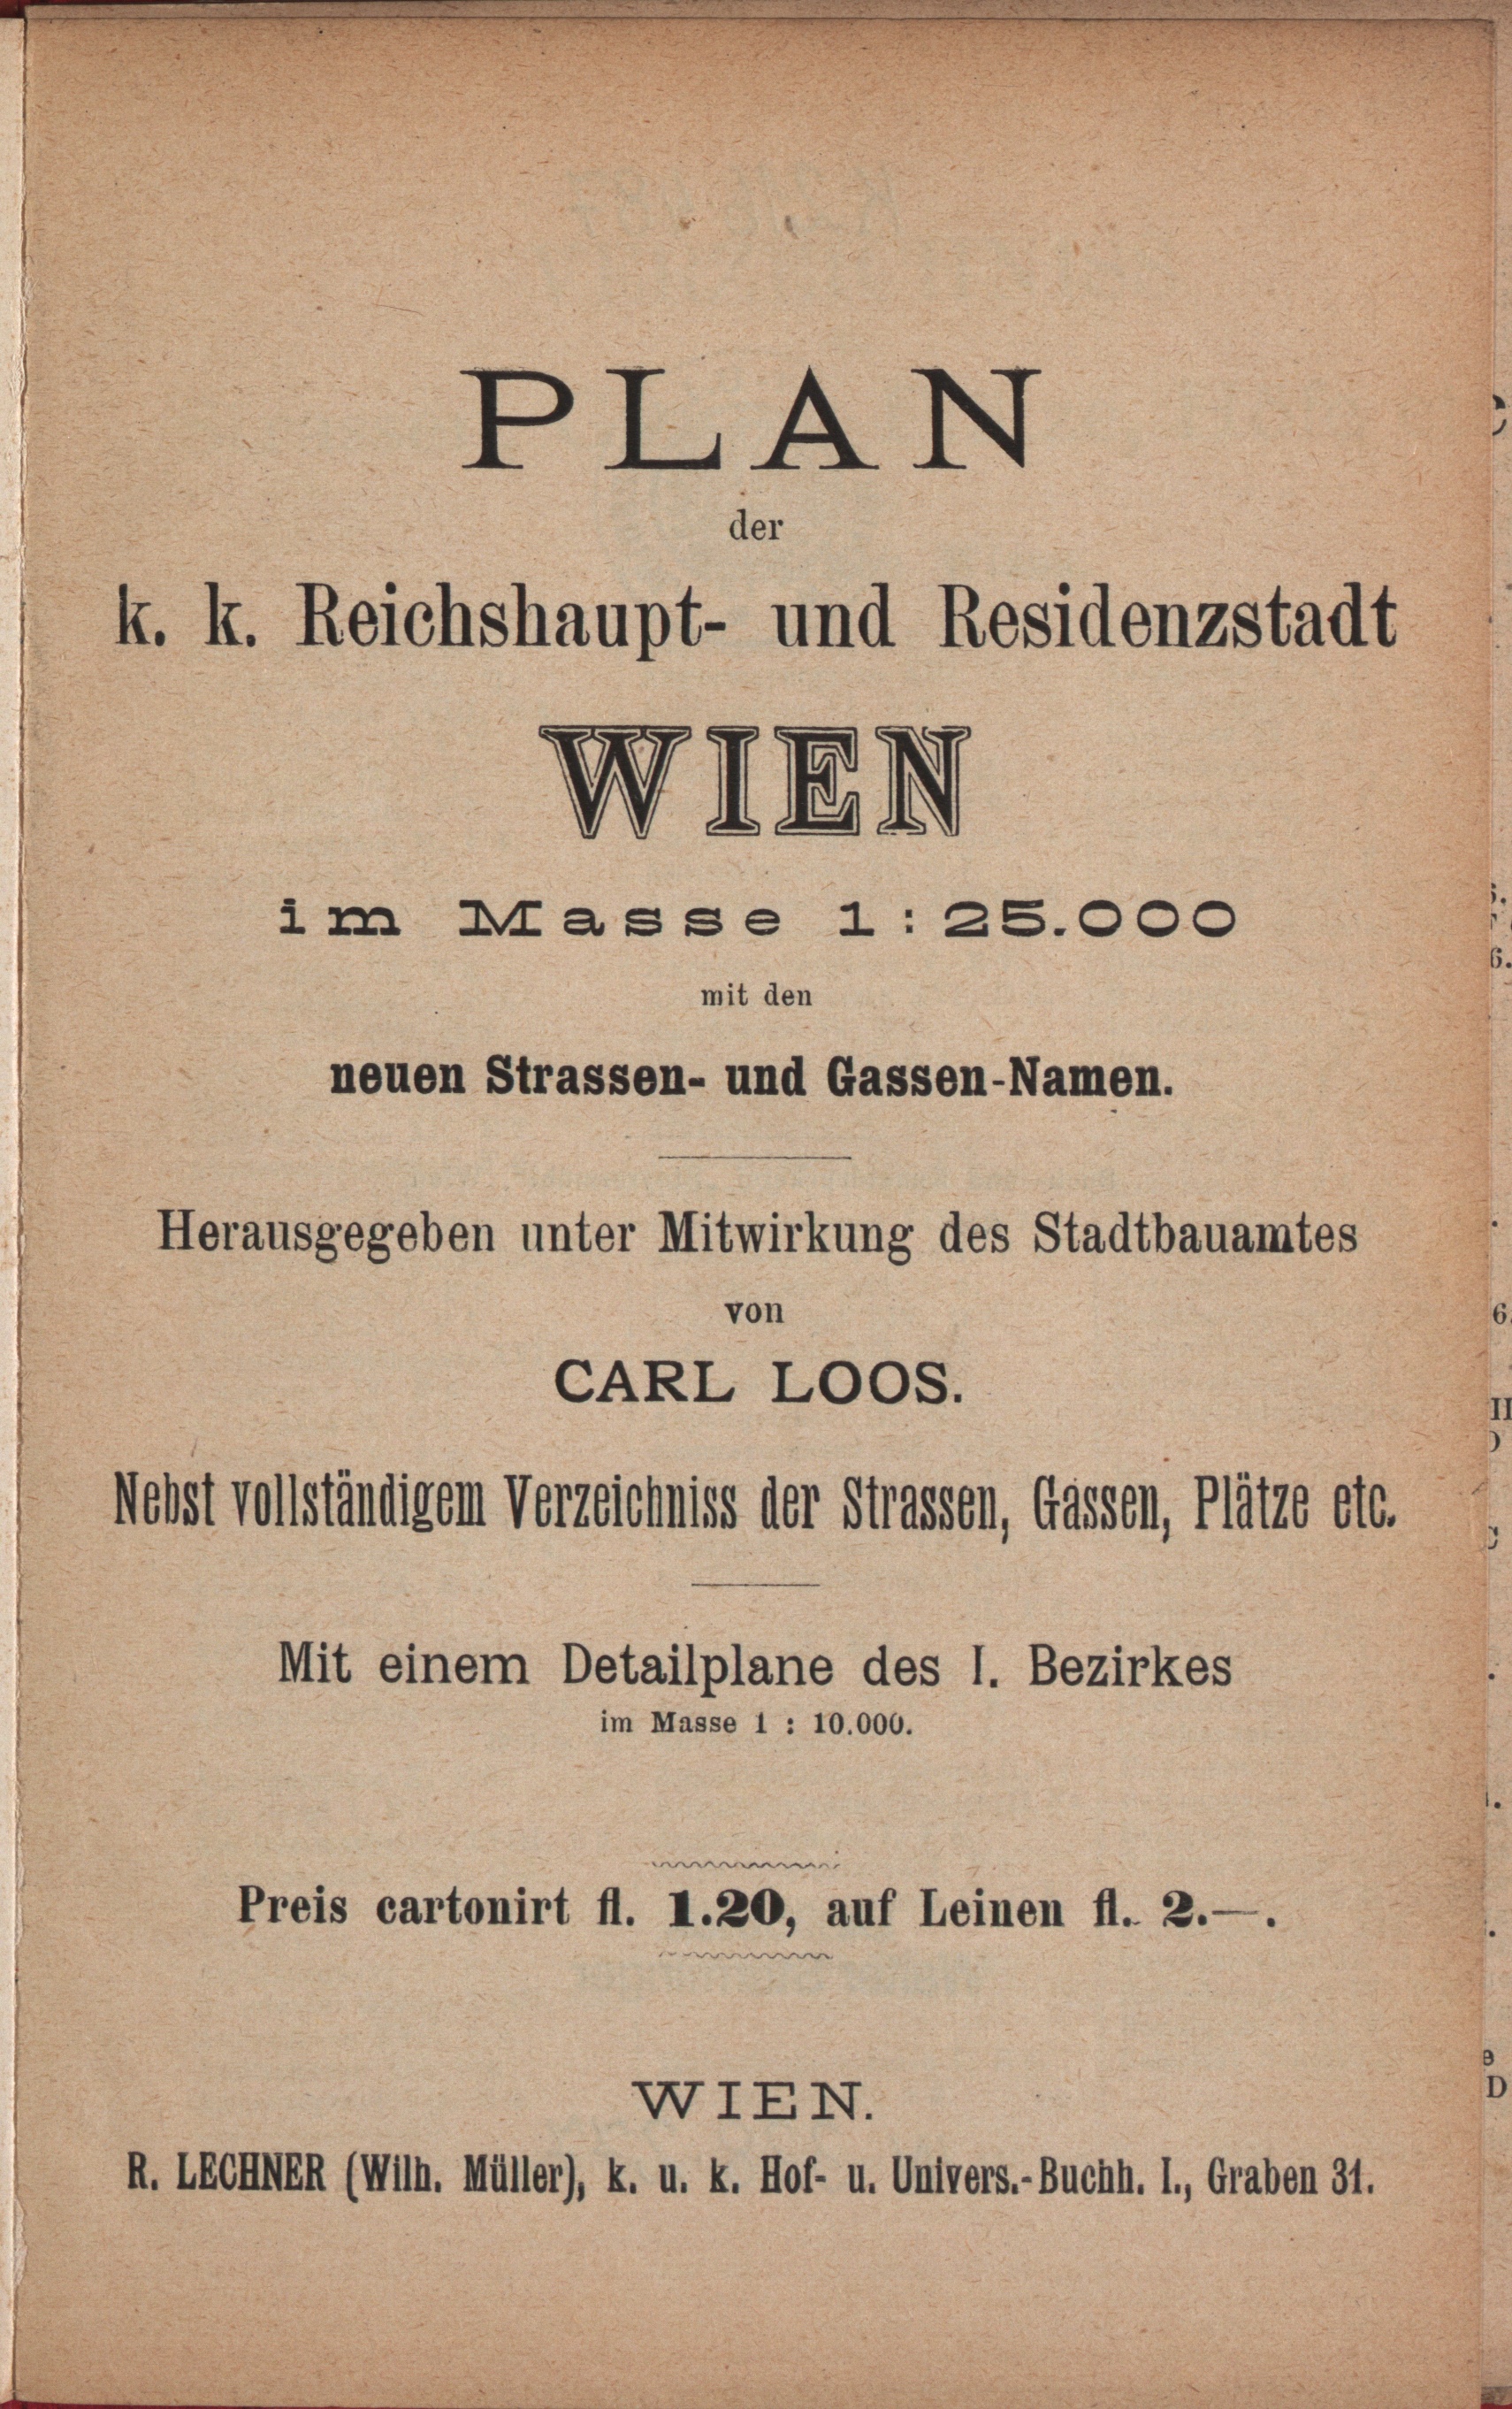 PLAN
der
k. k. Reichshaupt- und Residenzstadt
WIEN
im Masse 1:25.000
mit den
neuen Strassen- und Gassen-Namen.
Herausgegeben unter Mitwirkung des Stadtbauamtes
von
CARL LOOS.
Nebst vollständigem Verzeichniss der Strassen, Gassen, Plätze etc.
Mit einem Detailplane des I. Bezirkes
im Masse 1 : 10.000.
Preis cartonirt fl. 1.20, auf Leinen fl. 2.—.
WIEN.
R. LECHNER (Wilh. Müller), k. u. k. Hof- u. Univers.-Buchh. I., Graben 31.